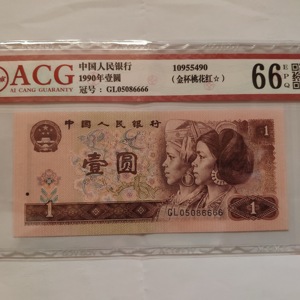 ACG
AI CANG GUARANTY
中国人民银行
1990年壹圆
冠号：GL05086666
10955490
（金杯桃花红☆）
66
E
P
Q
中国人民银行
1
壹圆
1
1
GL05086666